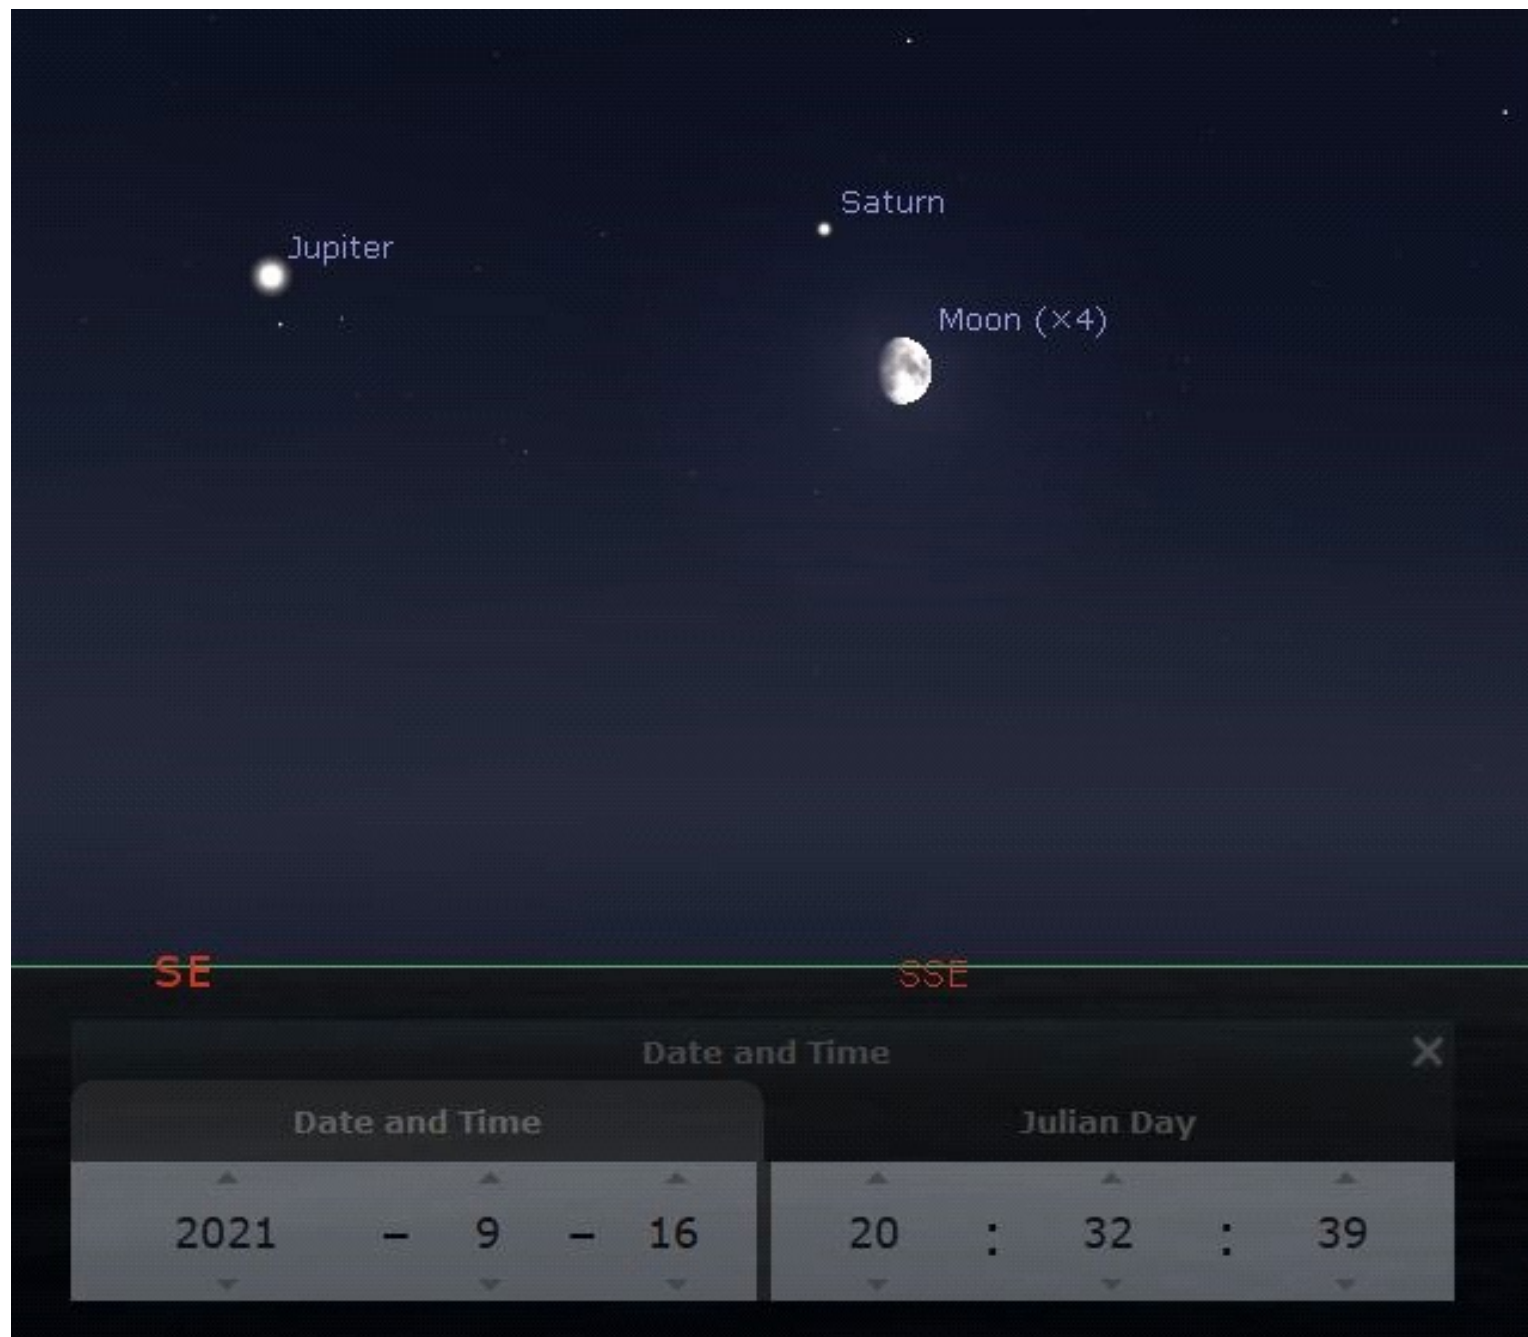 Saturn
Jupiter
Moon (×4)
SE SSE
Date and Time
Date and Time Julian Day
2021 - 9 - 16 20 : 32 : 39